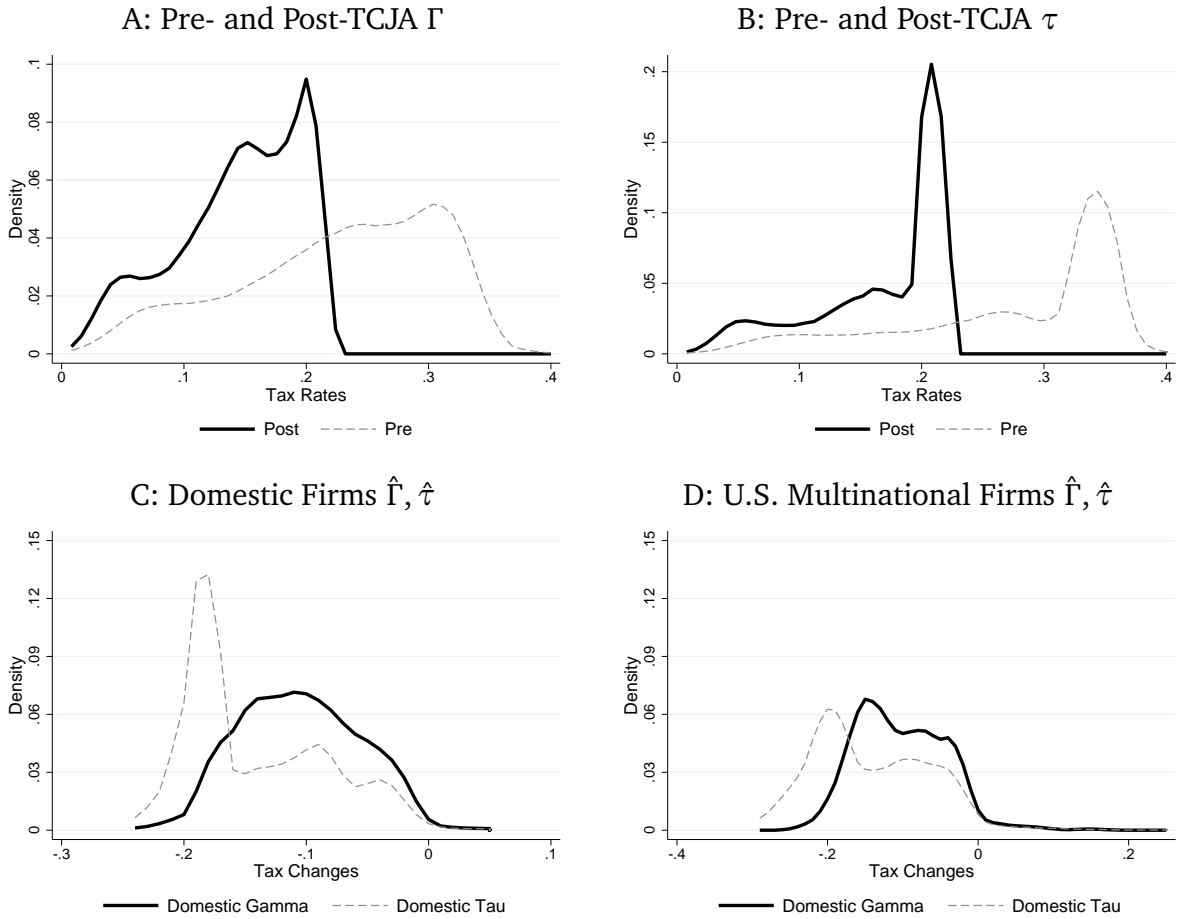 A: Pre- and Post-TCJA Γ
Density
.1
.08
.06
.04
.02
0
0 .1 .2 .3 .4
Tax Rates
Post Pre
B: Pre- and Post-TCJA τ
Density
.2
.15
.1
.05
0
0 .1 .2 .3 .4
Tax Rates
Post Pre
C: Domestic Firms Γ̂, τ̂
Density
.15
.12
.09
.06
.03
0
-.3 -.2 -.1 0 .1
Tax Changes
Domestic Gamma Domestic Tau
D: U.S. Multinational Firms Γ̂, τ̂
Density
.15
.12
.09
.06
.03
0
-.4 -.2 0 .2
Tax Changes
Domestic Gamma Domestic Tau